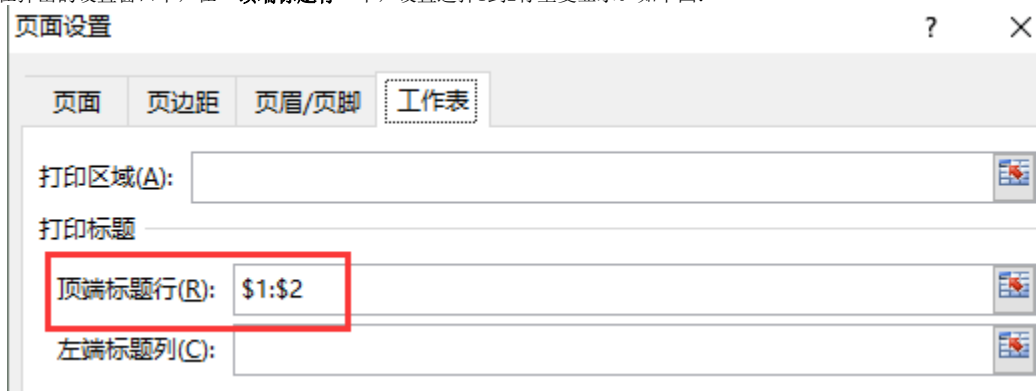 页面设置 ?
页面 页边距 页眉/页脚 工作表
打印区域(A):
打印标题
顶端标题行(R): $1:$2
左端标题列(C):